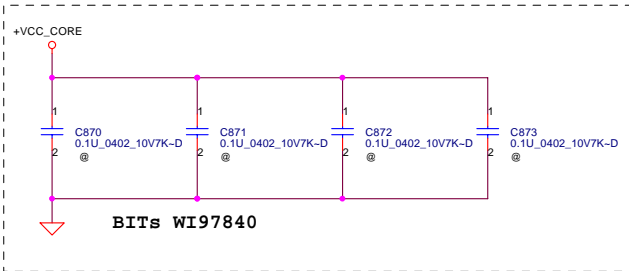 +VCC_CORE
1 1 1 1
C870 C871 C872 C873
0.1U_0402_10V7K~D 0.1U_0402_10V7K~D 0.1U_0402_10V7K~D 0.1U_0402_10V7K~D
2 2 2 2
@ @ @ @
BITs WI97840